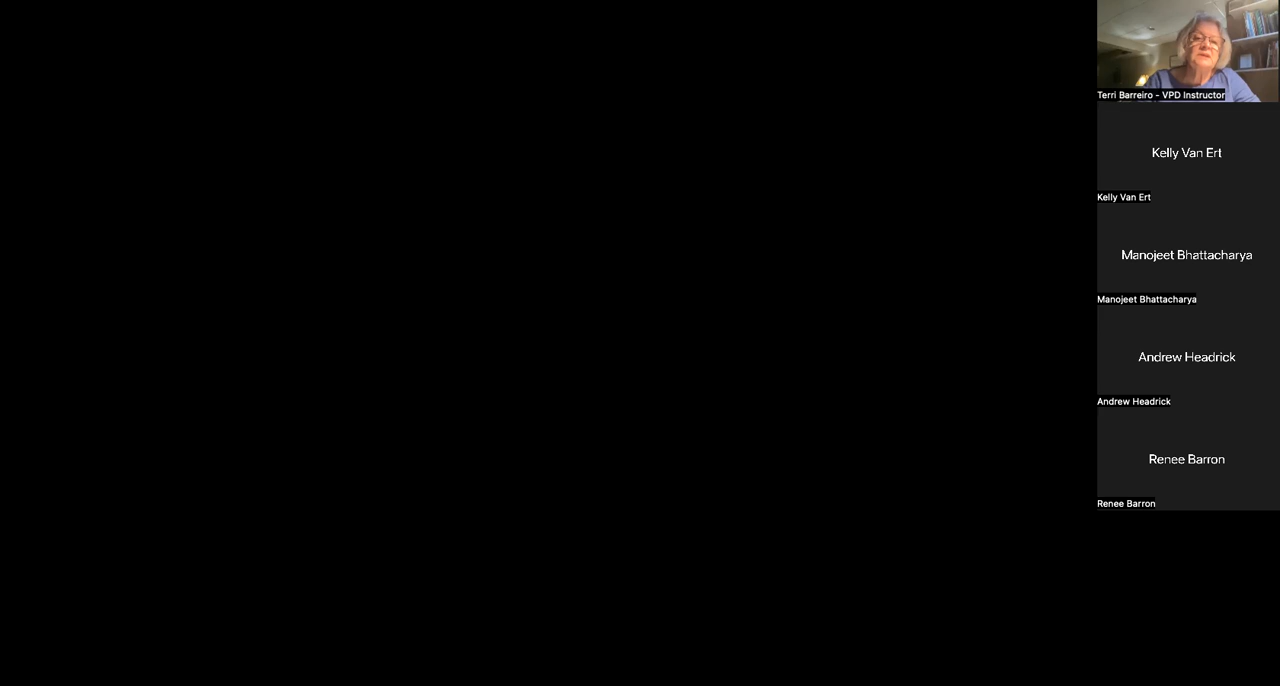 Terri Barreiro - VPD Instructor
Kelly Van Ert
Kelly Van Ert
Manojeet Bhattacharya
Manojeet Bhattacharya
Andrew Headrick
Andrew Headrick
Renee Barron
Renee Barron